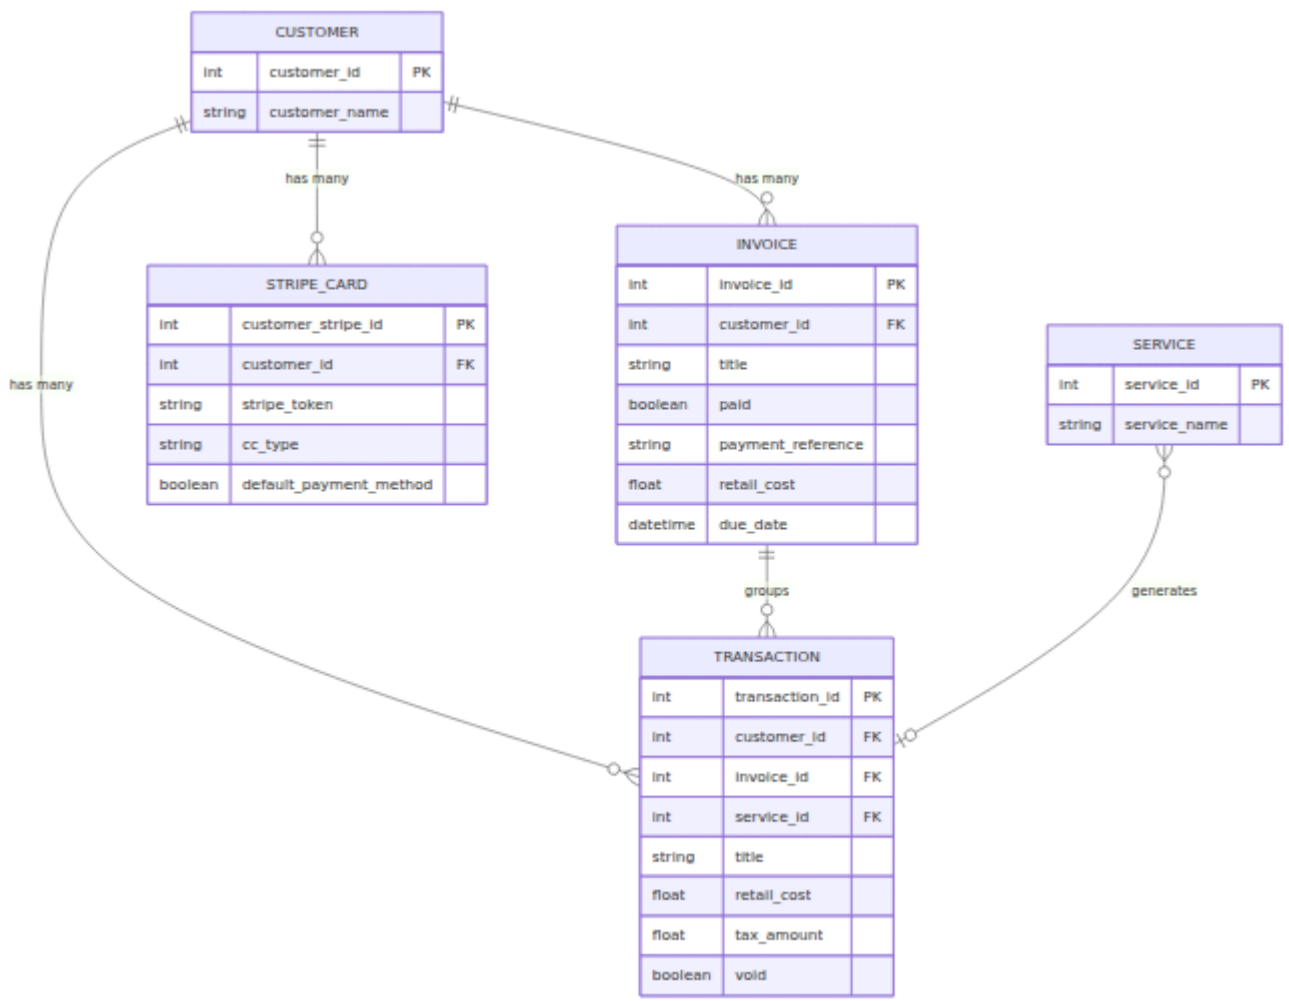 CUSTOMER
int customer_id PK
string customer_name
has many
has many
has many
STRIPE_CARD
int customer_stripe_id PK
int customer_id FK
string stripe_token
string cc_type
boolean default_payment_method
INVOICE
int invoice_id PK
int customer_id FK
string title
boolean paid
string payment_reference
float retail_cost
datetime due_date
SERVICE
int service_id PK
string service_name
groups
generates
TRANSACTION
int transaction_id PK
int customer_id FK
int invoice_id FK
int service_id FK
string title
float retail_cost
float tax_amount
boolean void